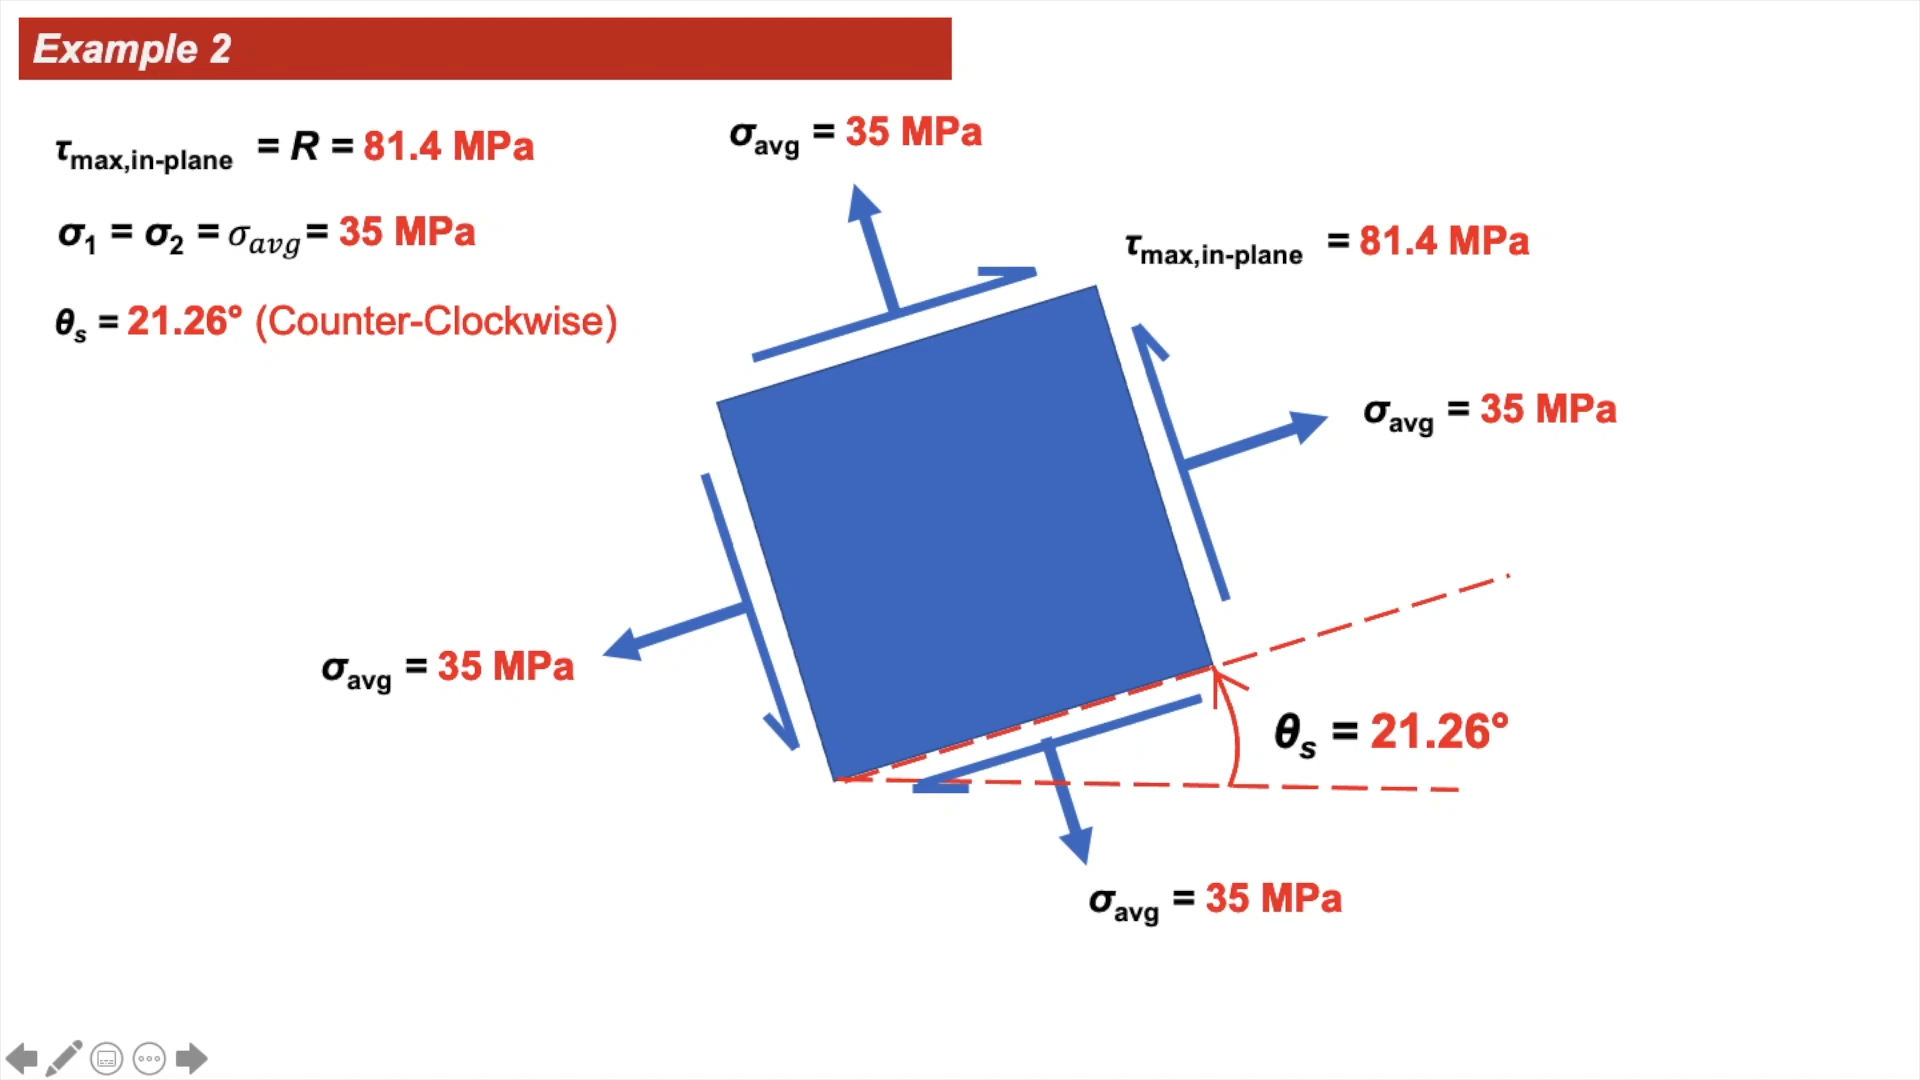 Example 2
τmax,in-plane = R = 81.4 MPa
σ1 = σ2 = σavg = 35 MPa
θs = 21.26° (Counter-Clockwise)
σavg = 35 MPa
τmax,in-plane = 81.4 MPa
σavg = 35 MPa
σavg = 35 MPa
θs = 21.26°
σavg = 35 MPa